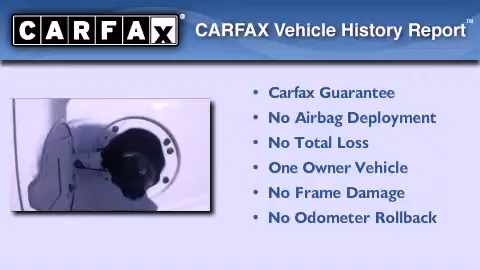 CARFAX® CARFAX Vehicle History Report™
• Carfax Guarantee
• No Airbag Deployment
• No Total Loss
• One Owner Vehicle
• No Frame Damage
• No Odometer Rollback